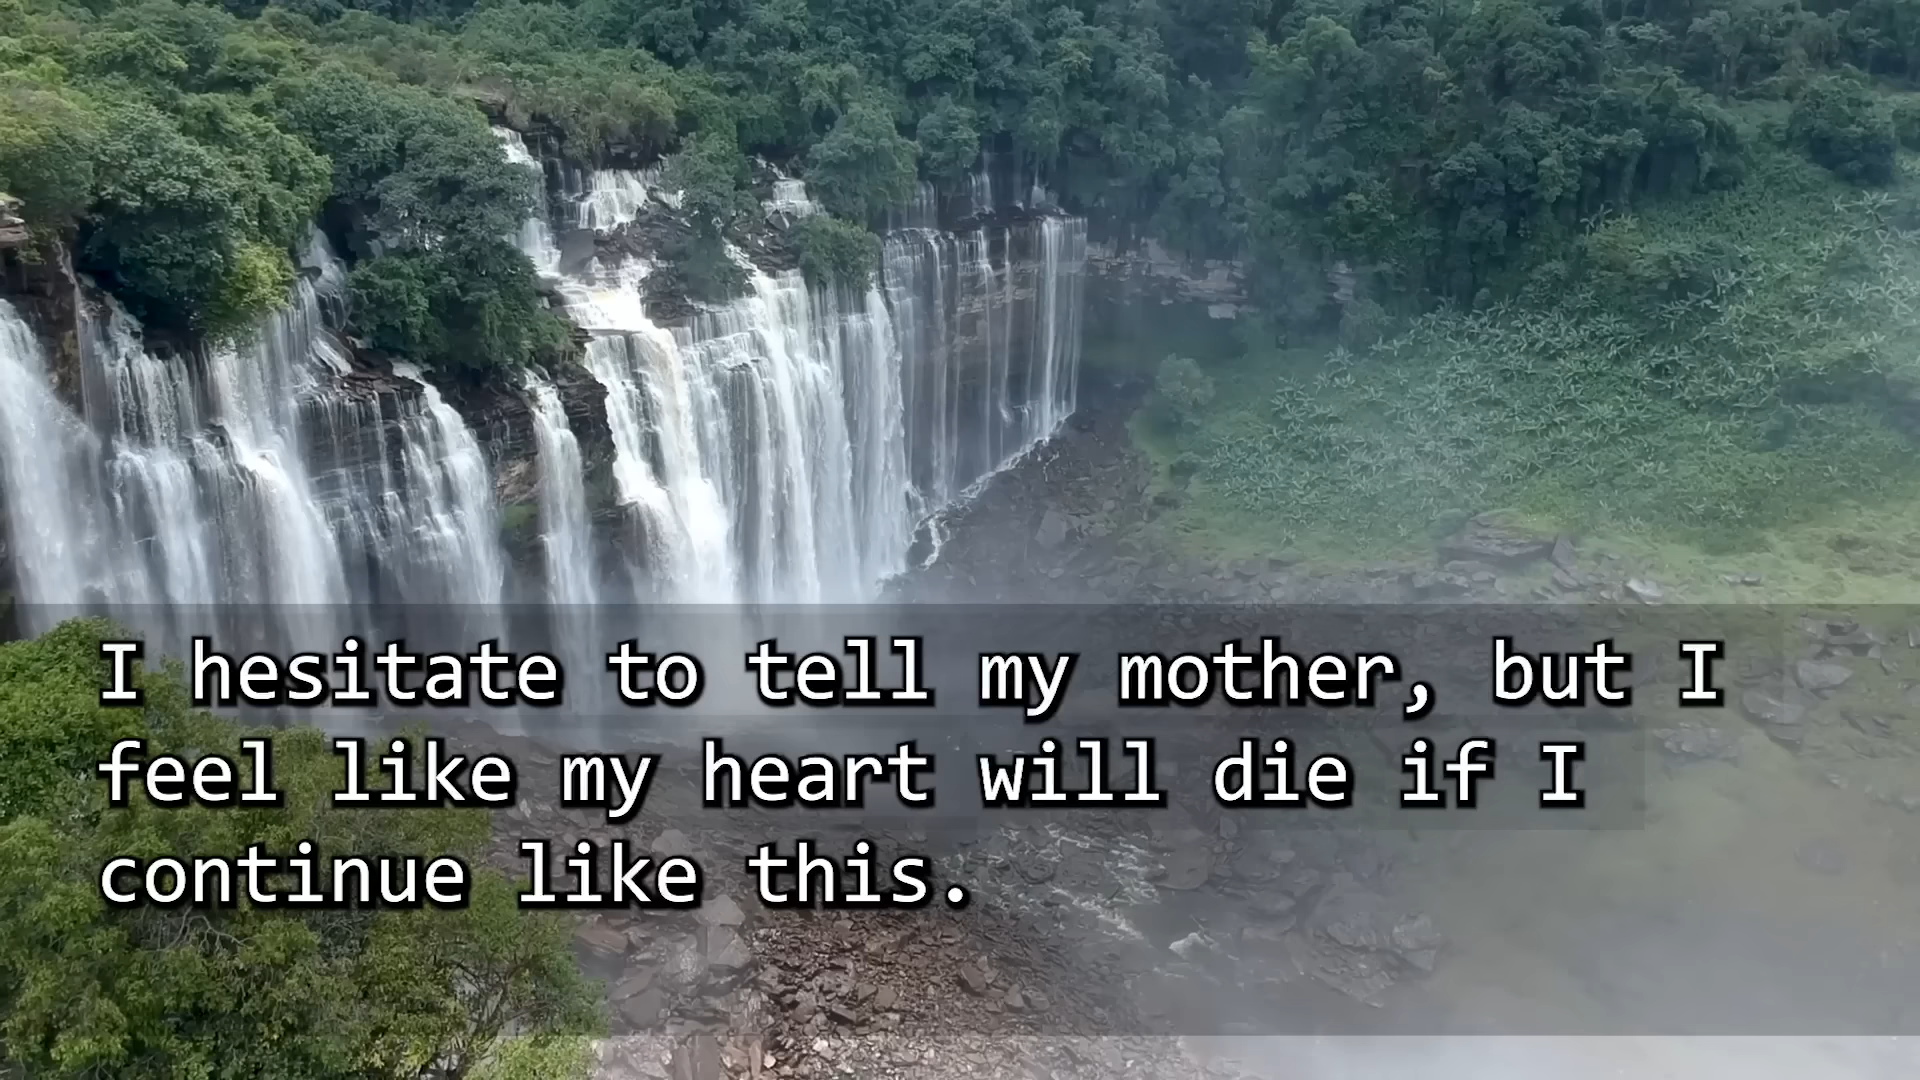 I hesitate to tell my mother, but I
feel like my heart will die if I
continue like this.